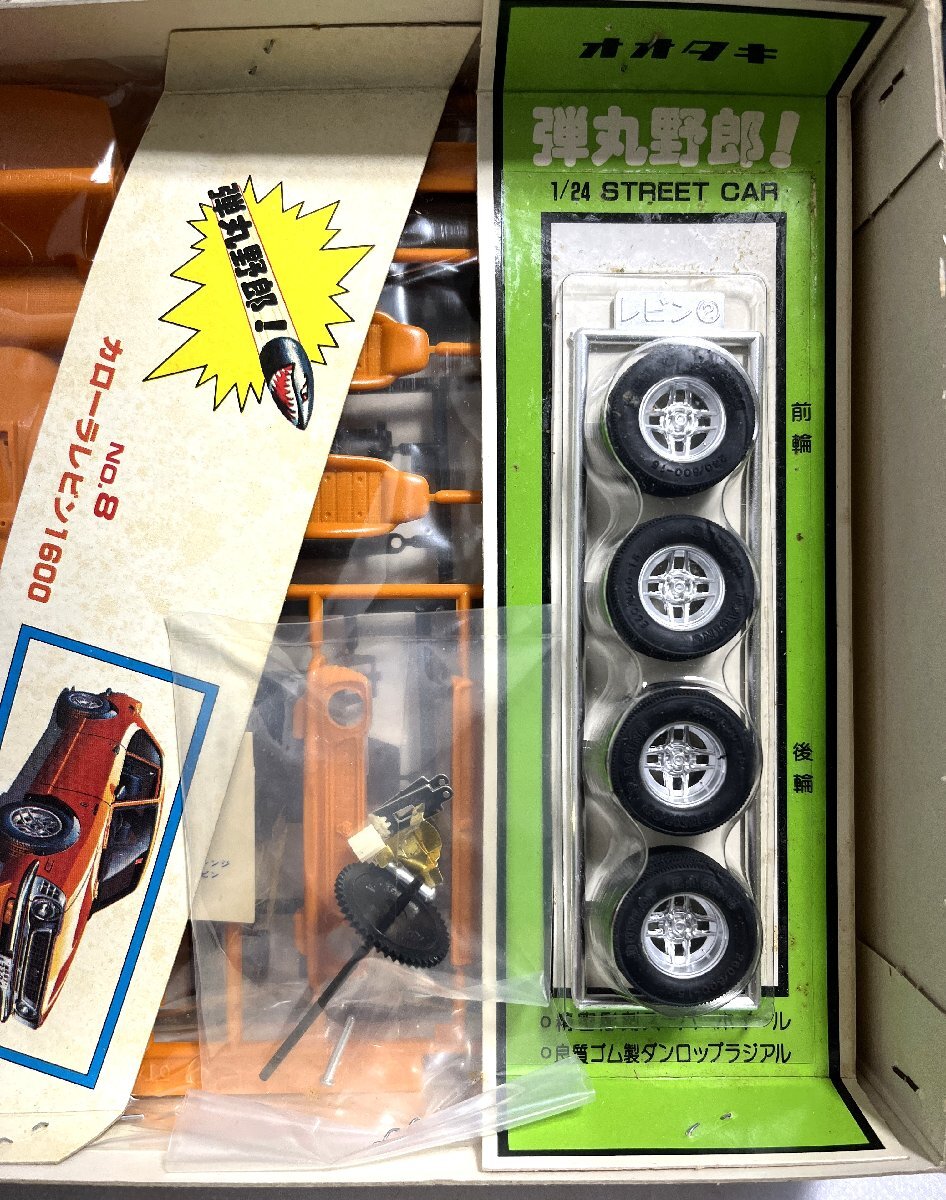 オオタキ
弾丸野郎!
1/24 STREET CAR
レビン②
前輪
後輪
良質ゴム製ダンロップラジアル
弾丸野郎!
NO.8
カローラレビン1600